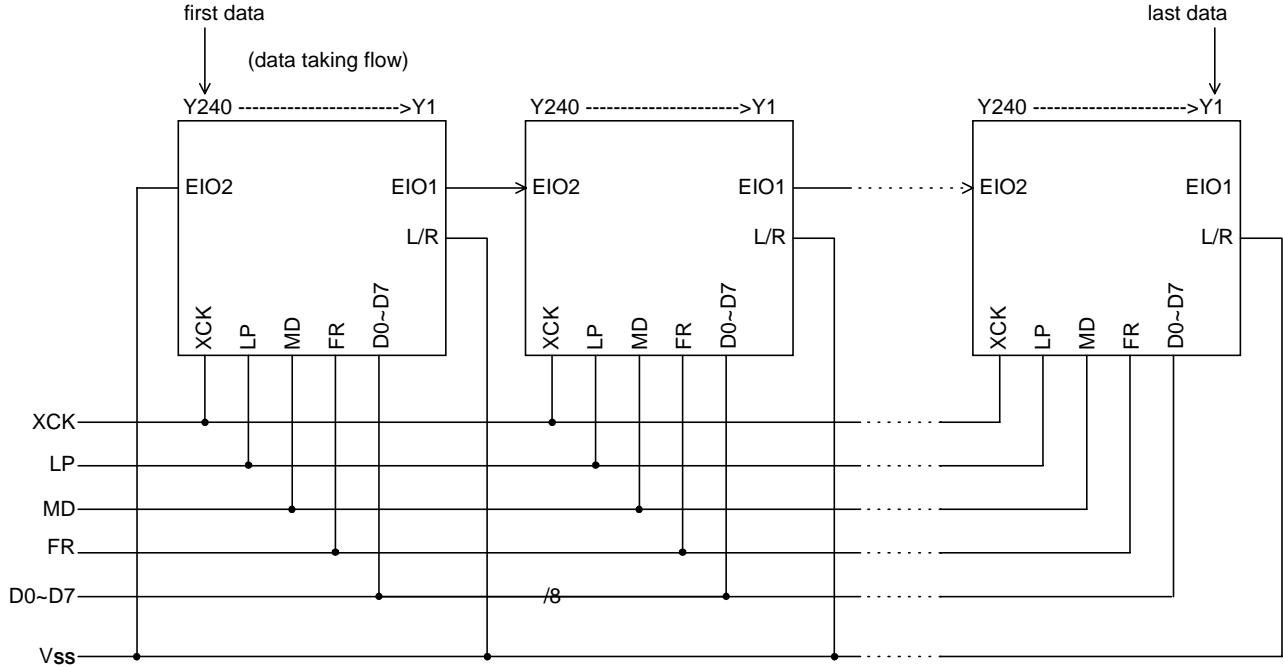 first data
last data
(data taking flow)
Y240 ---------------------->Y1
Y240 -------------------->Y1
Y240 -------------------->Y1
EIO2
EIO1
EIO2
EIO1
EIO2
EIO1
L/R
L/R
L/R
XCK
LP
MD
FR
D0~D7
XCK
LP
MD
FR
D0~D7
XCK
LP
MD
FR
D0~D7
XCK
LP
MD
FR
D0~D7
/8
Vss